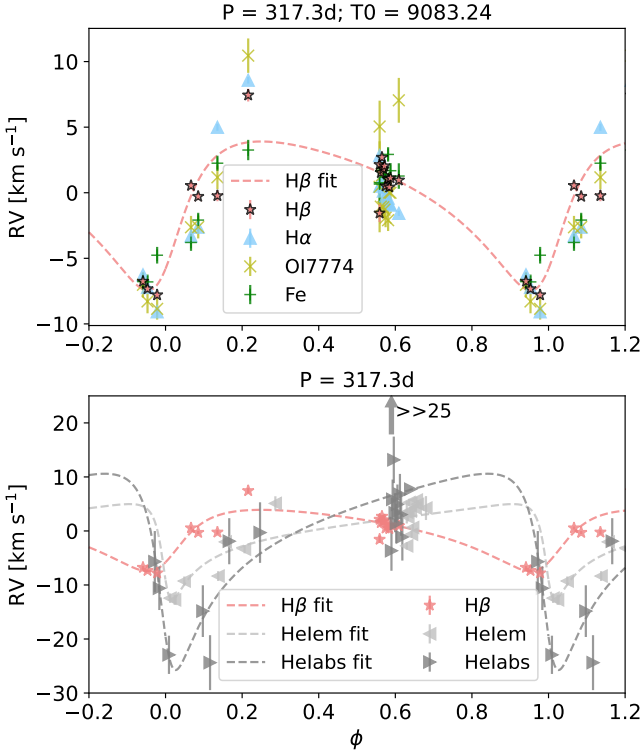 P = 317.3d; T0 = 9083.24
RV [km s⁻¹]
10
5
0
−5
−10
Hβ fit
Hβ
Hα
OI7774
Fe
−0.2 0.0 0.2 0.4 0.6 0.8 1.0 1.2
P = 317.3d
RV [km s⁻¹]
20
10
0
−10
−20
−30
>>25
Hβ fit Hβ
HeIem fit HeIem
HeIabs fit HeIabs
−0.2 0.0 0.2 0.4 0.6 0.8 1.0 1.2
ϕ